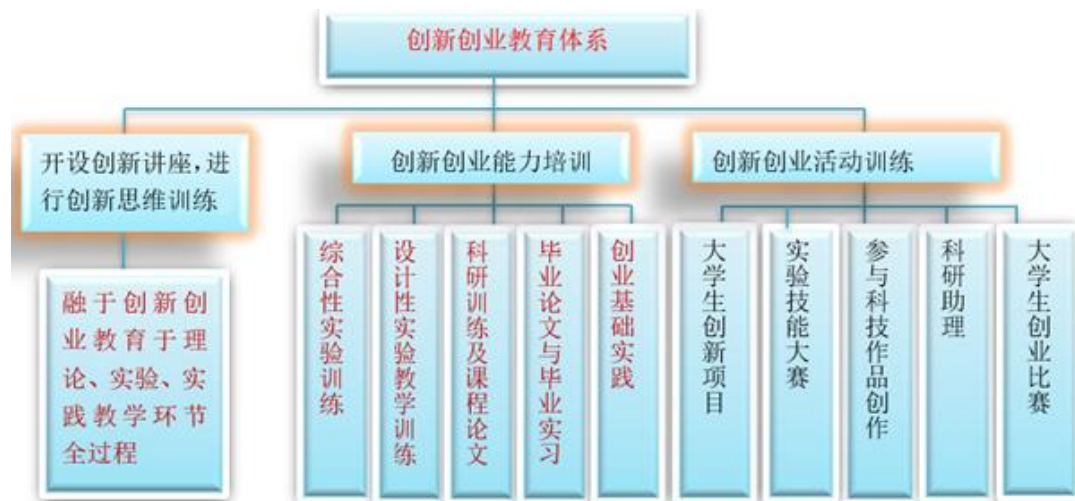 创新创业教育体系
开设创新讲座，进
行创新思维训练
创新创业能力培训
创新创业活动训练
融于创新创
业教育于理
论、实验、实
践教学环节
全过程
综合性实验训练
设计性实验教学训练
科研训练及课程论文
毕业论文与毕业实习
创业基础实践
大学生创新项目
实验技能大赛
参与科技作品创作
科研助理
大学生创业比赛